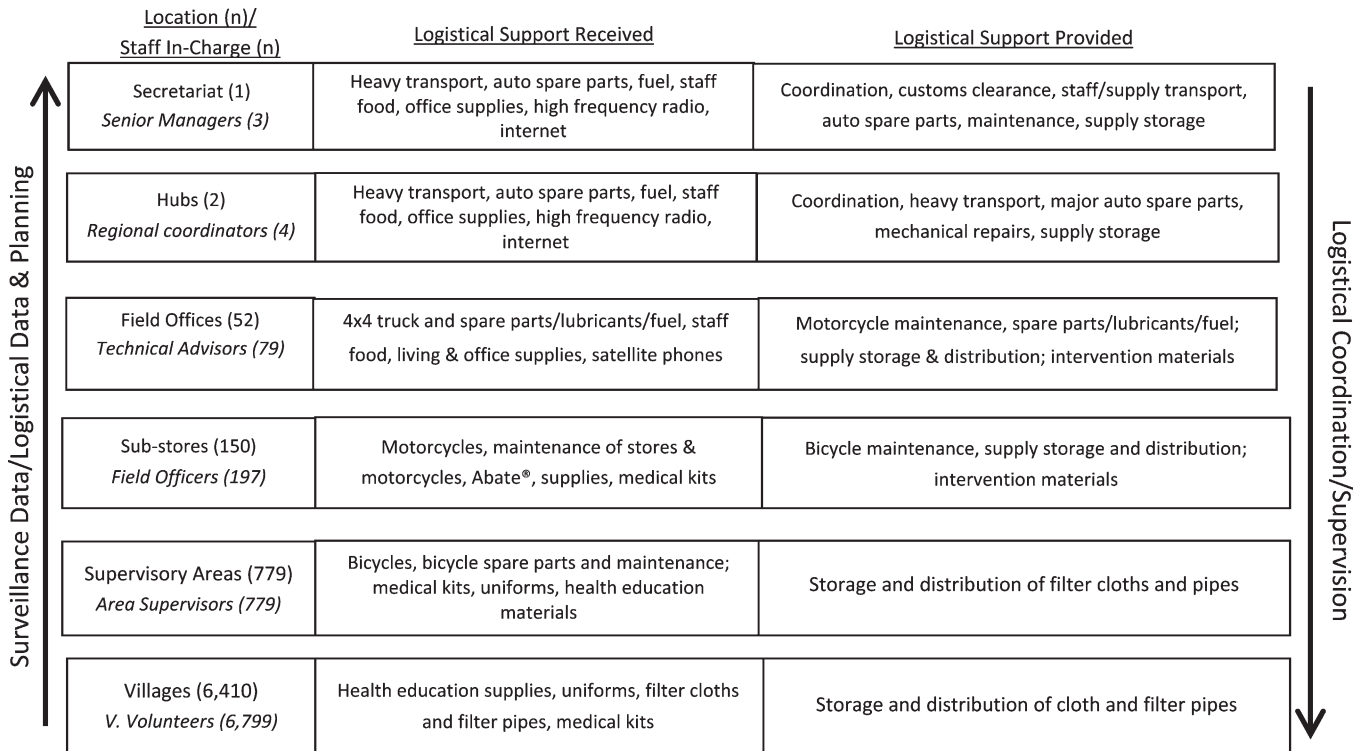 Location (n)/
Staff In-Charge (n)
Logistical Support Received
Logistical Support Provided
Secretariat (1)
Senior Managers (3)
Heavy transport, auto spare parts, fuel, staff
food, office supplies, high frequency radio,
internet
Coordination, customs clearance, staff/supply transport,
auto spare parts, maintenance, supply storage
Hubs (2)
Regional coordinators (4)
Heavy transport, auto spare parts, fuel, staff
food, office supplies, high frequency radio,
internet
Coordination, heavy transport, major auto spare parts,
mechanical repairs, supply storage
Field Offices (52)
Technical Advisors (79)
4x4 truck and spare parts/lubricants/fuel, staff
food, living & office supplies, satellite phones
Motorcycle maintenance, spare parts/lubricants/fuel;
supply storage & distribution; intervention materials
Sub-stores (150)
Field Officers (197)
Motorcycles, maintenance of stores &
motorcycles, Abate®, supplies, medical kits
Bicycle maintenance, supply storage and distribution;
intervention materials
Supervisory Areas (779)
Area Supervisors (779)
Bicycles, bicycle spare parts and maintenance;
medical kits, uniforms, health education
materials
Storage and distribution of filter cloths and pipes
Villages (6,410)
V. Volunteers (6,799)
Health education supplies, uniforms, filter cloths
and filter pipes, medical kits
Storage and distribution of cloth and filter pipes
Surveillance Data/Logistical Data & Planning
Logistical Coordination/Supervision